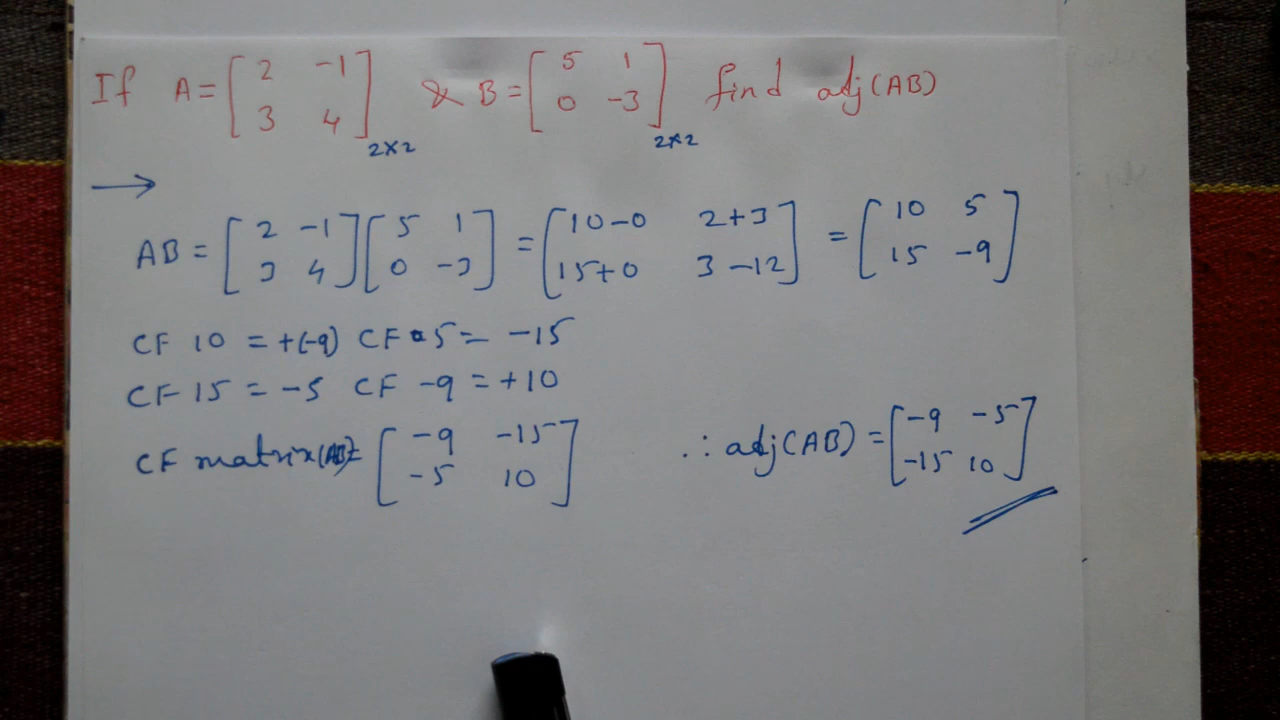 If A = [ 2 -1 3 4 ] 2×2 & B = [ 5 1 0 -3 ] 2×2 find adj(AB)
→
AB = [ 2 -1 3 4 ] [ 5 1 0 -3 ] = [ 10-0 2+3 15+0 3-12 ] = [ 10 5 15 -9 ]
CF 10 = +(-9) CF 5 = -15
CF 15 = -5 CF -9 = +10
CF matrix(AB)= [ -9 -15 -5 10 ] ∴ adj(AB) = [ -9 -5 -15 10 ]